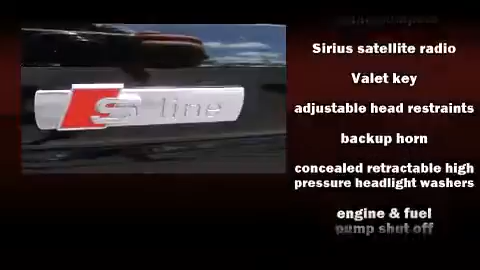 S line
Sirius satellite radio
Valet key
adjustable head restraints
backup horn
concealed retractable high
pressure headlight washers
engine & fuel
pump shut off